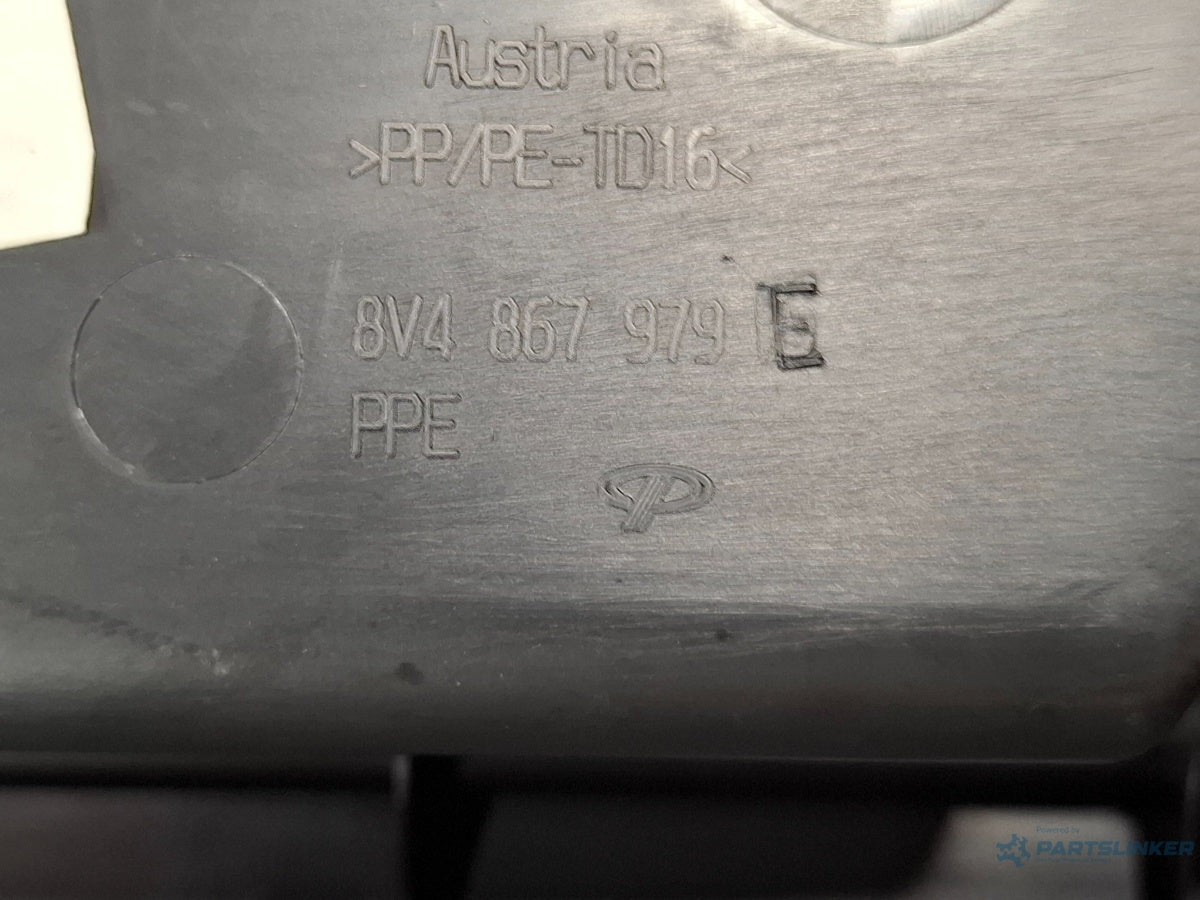 Austria
>PP/PE-TD16<
8V4 867 979 E
PPE
Powered by
PARTSLINKER